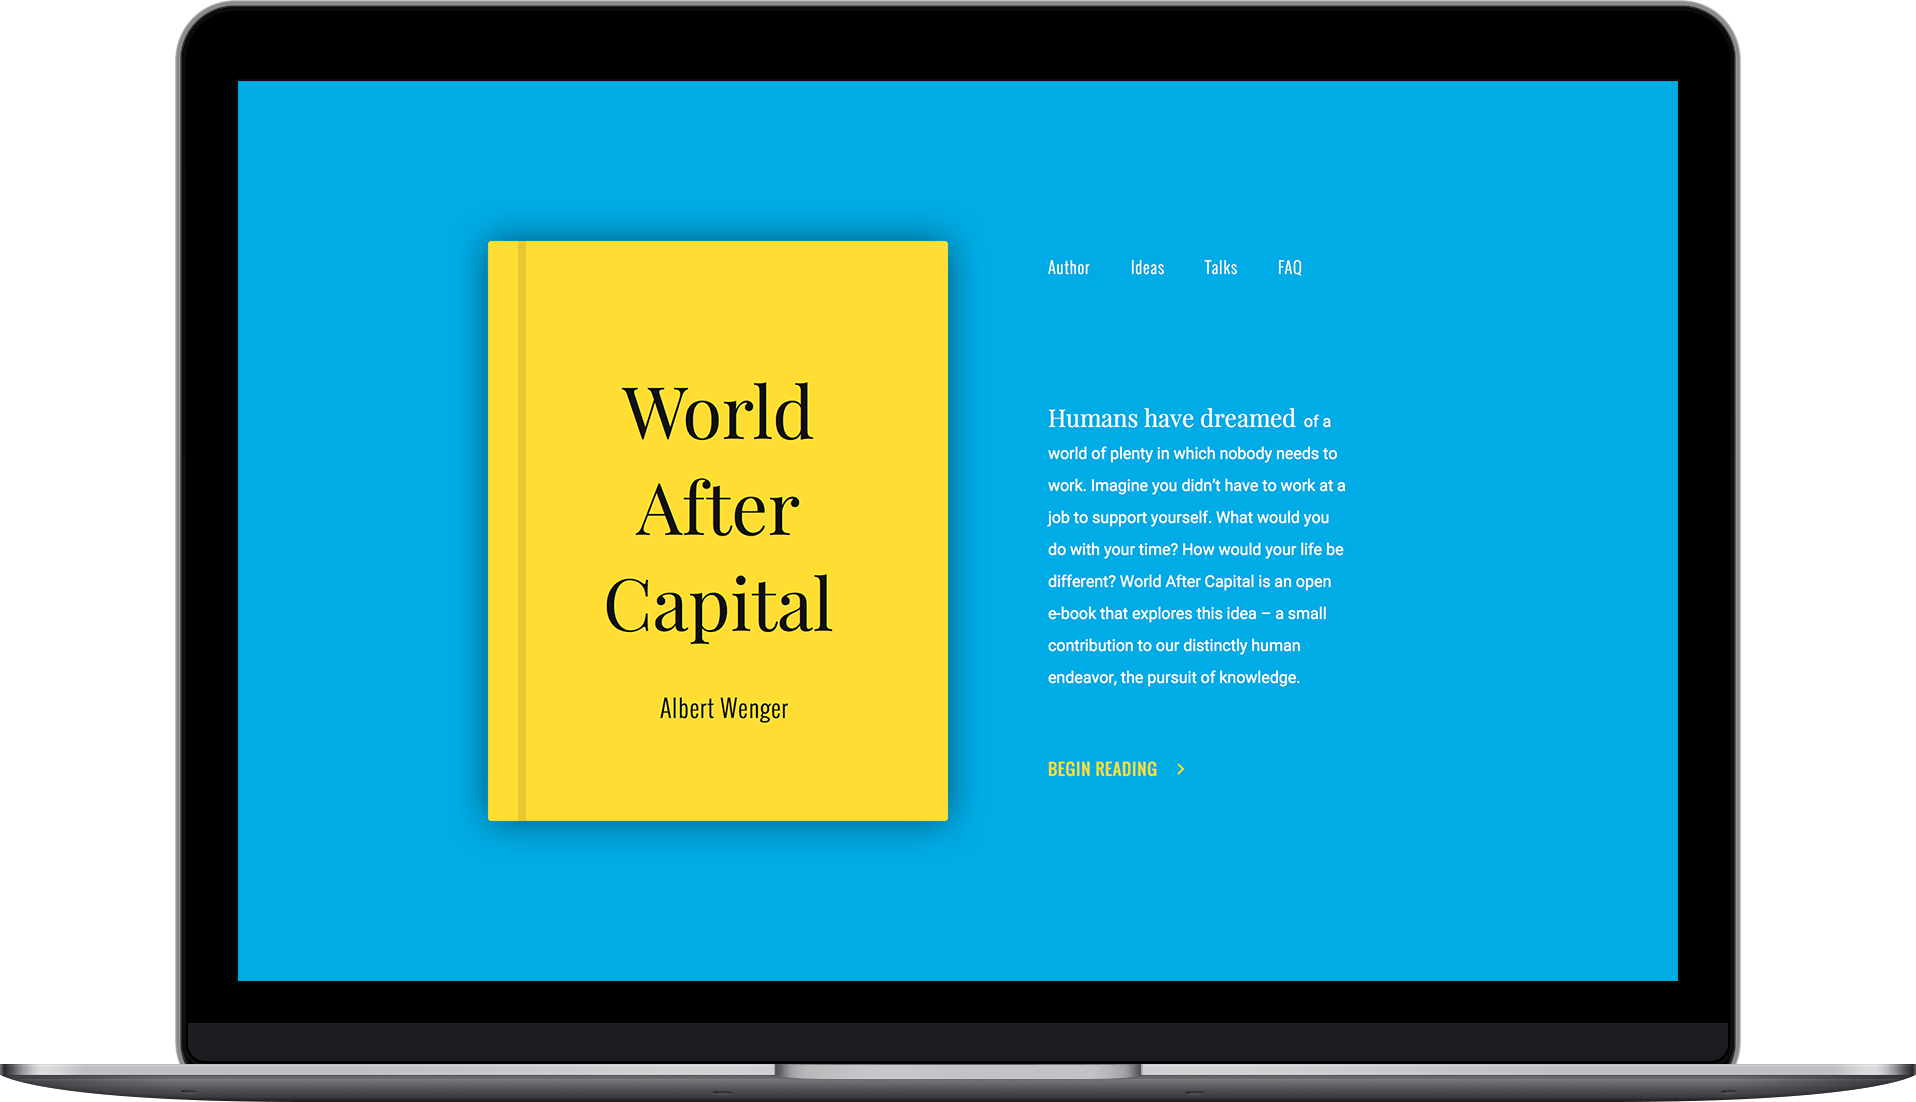 World
After
Capital
Albert Wenger
Author Ideas Talks FAQ
Humans have dreamed of a
world of plenty in which nobody needs to
work. Imagine you didn’t have to work at a
job to support yourself. What would you
do with your time? How would your life be
different? World After Capital is an open
e-book that explores this idea – a small
contribution to our distinctly human
endeavor, the pursuit of knowledge.
BEGIN READING >